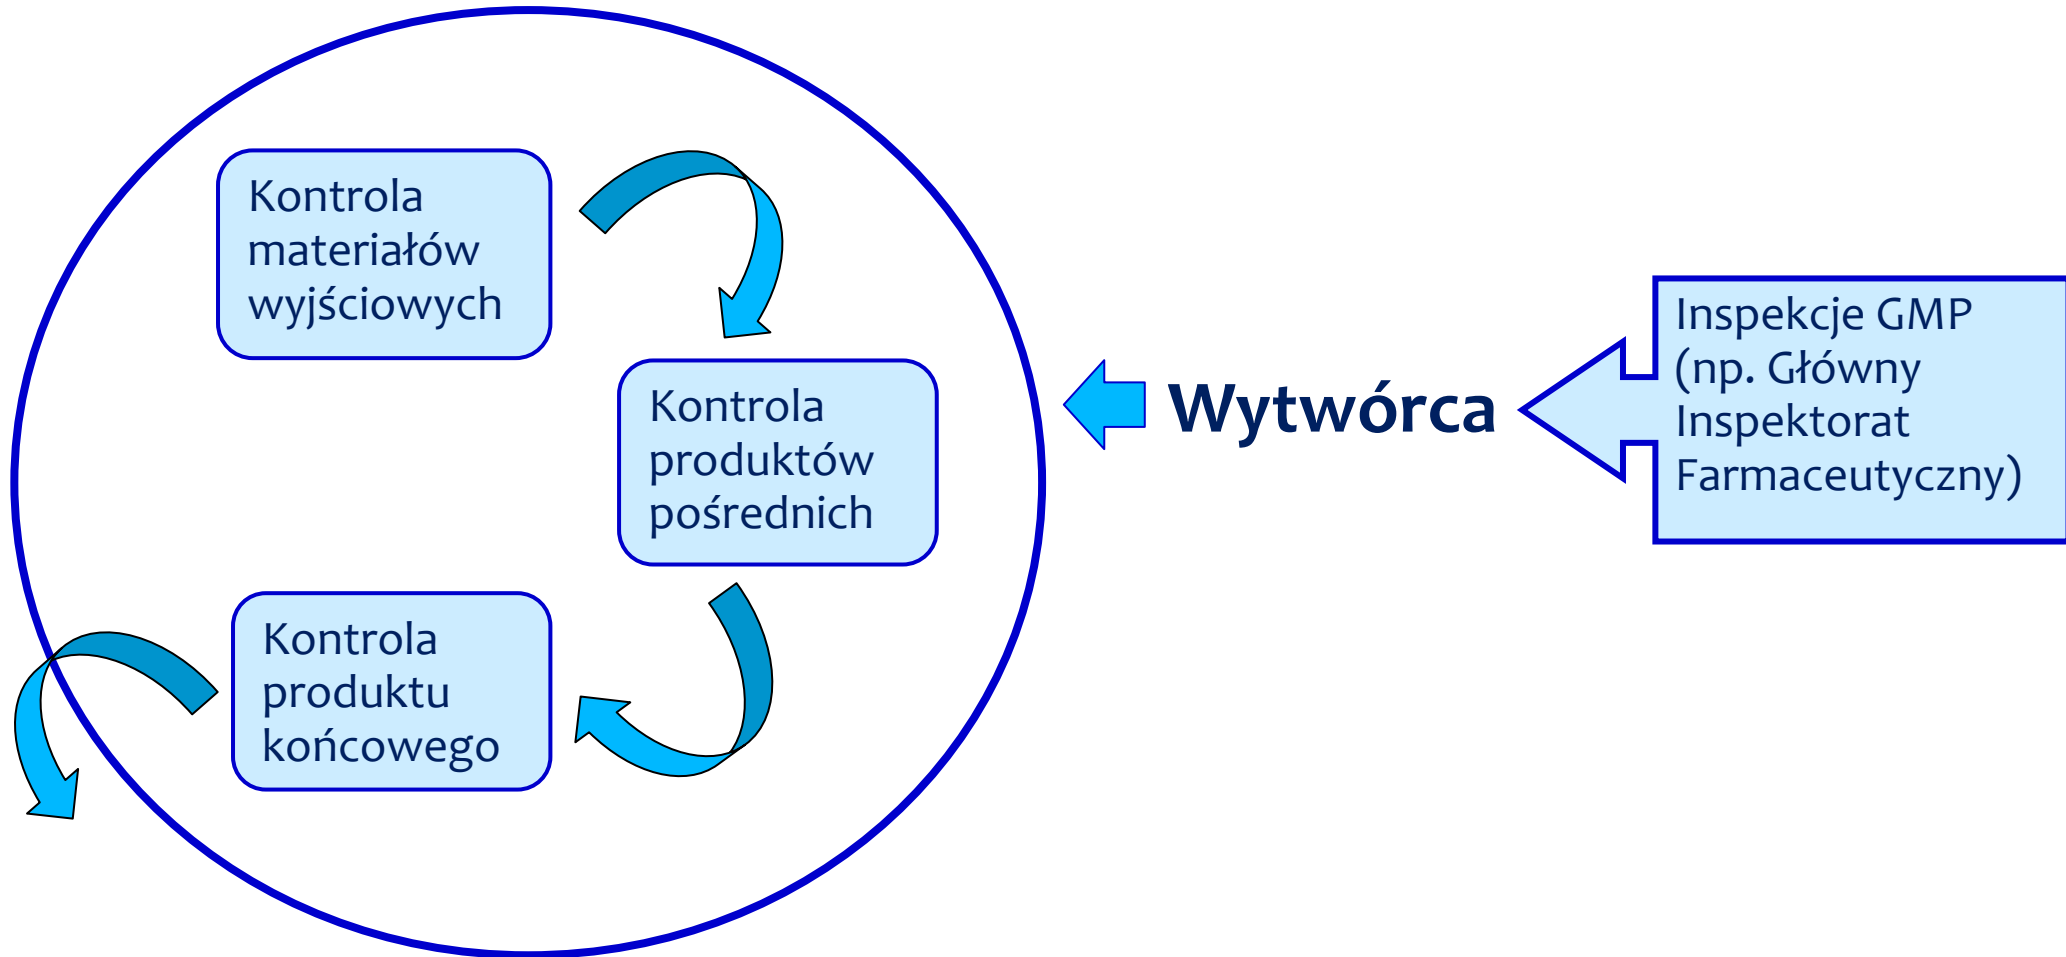 Kontrola
materiałów
wyjściowych
Kontrola
produktów
pośrednich
Kontrola
produktu
końcowego
Wytwórca
Inspekcje GMP
(np. Główny
Inspektorat
Farmaceutyczny)